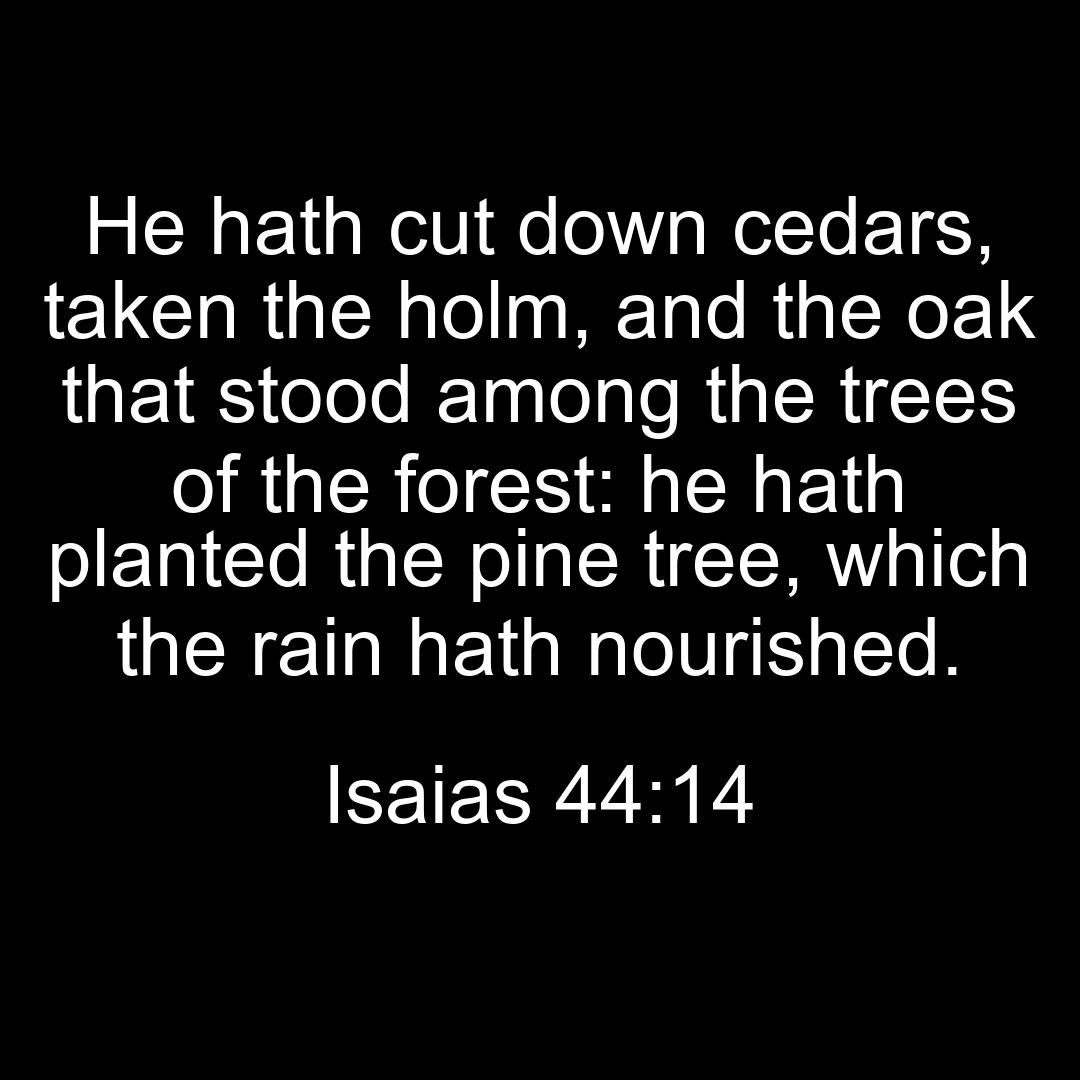 He hath cut down cedars,
taken the holm, and the oak
that stood among the trees
of the forest: he hath
planted the pine tree, which
the rain hath nourished.
Isaias 44:14